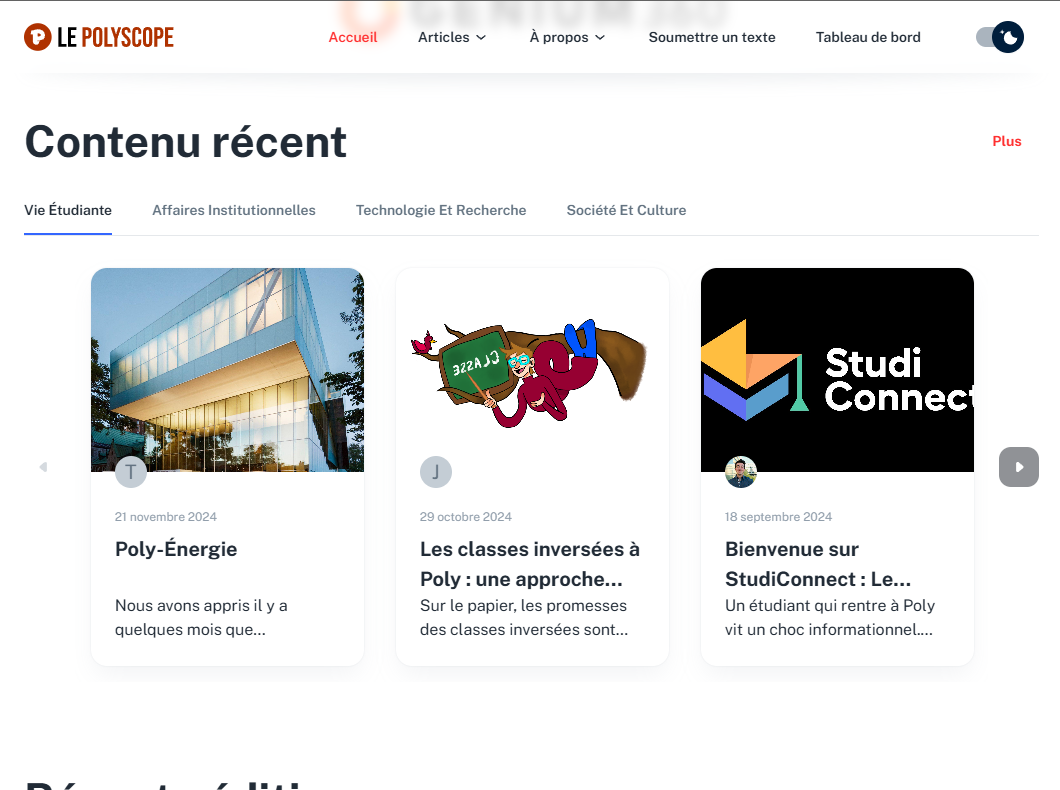 GENIUM360
LE POLYSCOPE
Accueil
Articles
À propos
Soumettre un texte
Tableau de bord
Contenu récent
Plus
Vie Étudiante
Affaires Institutionnelles
Technologie Et Recherche
Société Et Culture
T
21 novembre 2024
Poly-Énergie
Nous avons appris il y a
quelques mois que...
CLASSE
J
29 octobre 2024
Les classes inversées à
Poly : une approche...
Sur le papier, les promesses
des classes inversées sont...
Studi
Connect
18 septembre 2024
Bienvenue sur
StudiConnect : Le...
Un étudiant qui rentre à Poly
vit un choc informationnel....